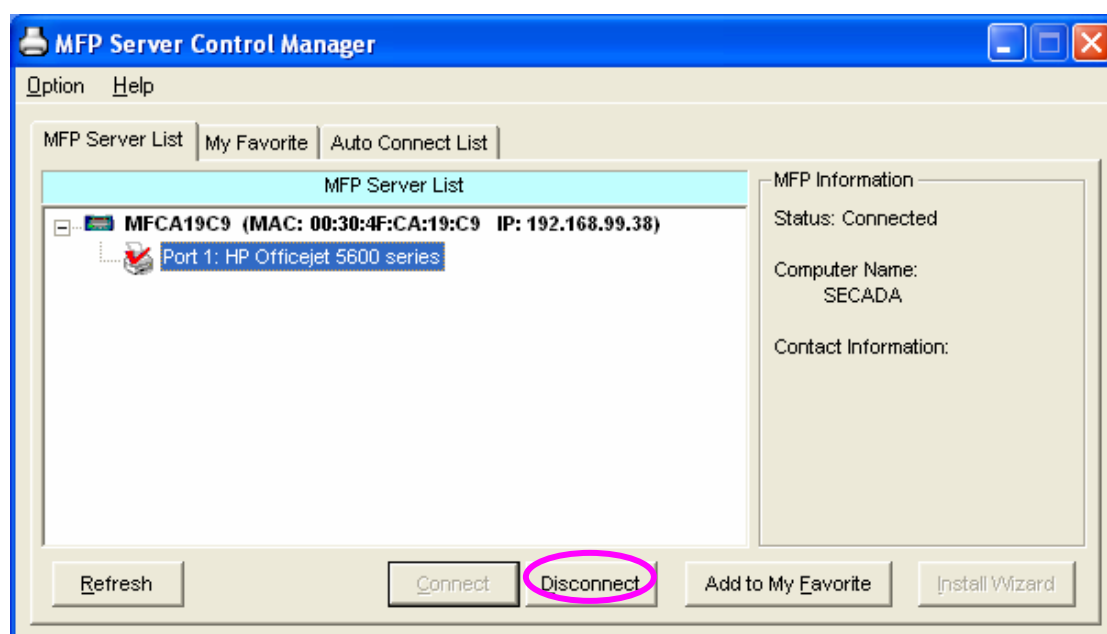 MFP Server Control Manager
Option Help
MFP Server List My Favorite Auto Connect List
MFP Server List
MFCA19C9 (MAC: 00:30:4F:CA:19:C9 IP: 192.168.99.38)
Port 1: HP Officejet 5600 series
MFP Information
Status: Connected
Computer Name:
SECADA
Contact Information:
Refresh Connect Disconnect Add to My Favorite Install Wizard